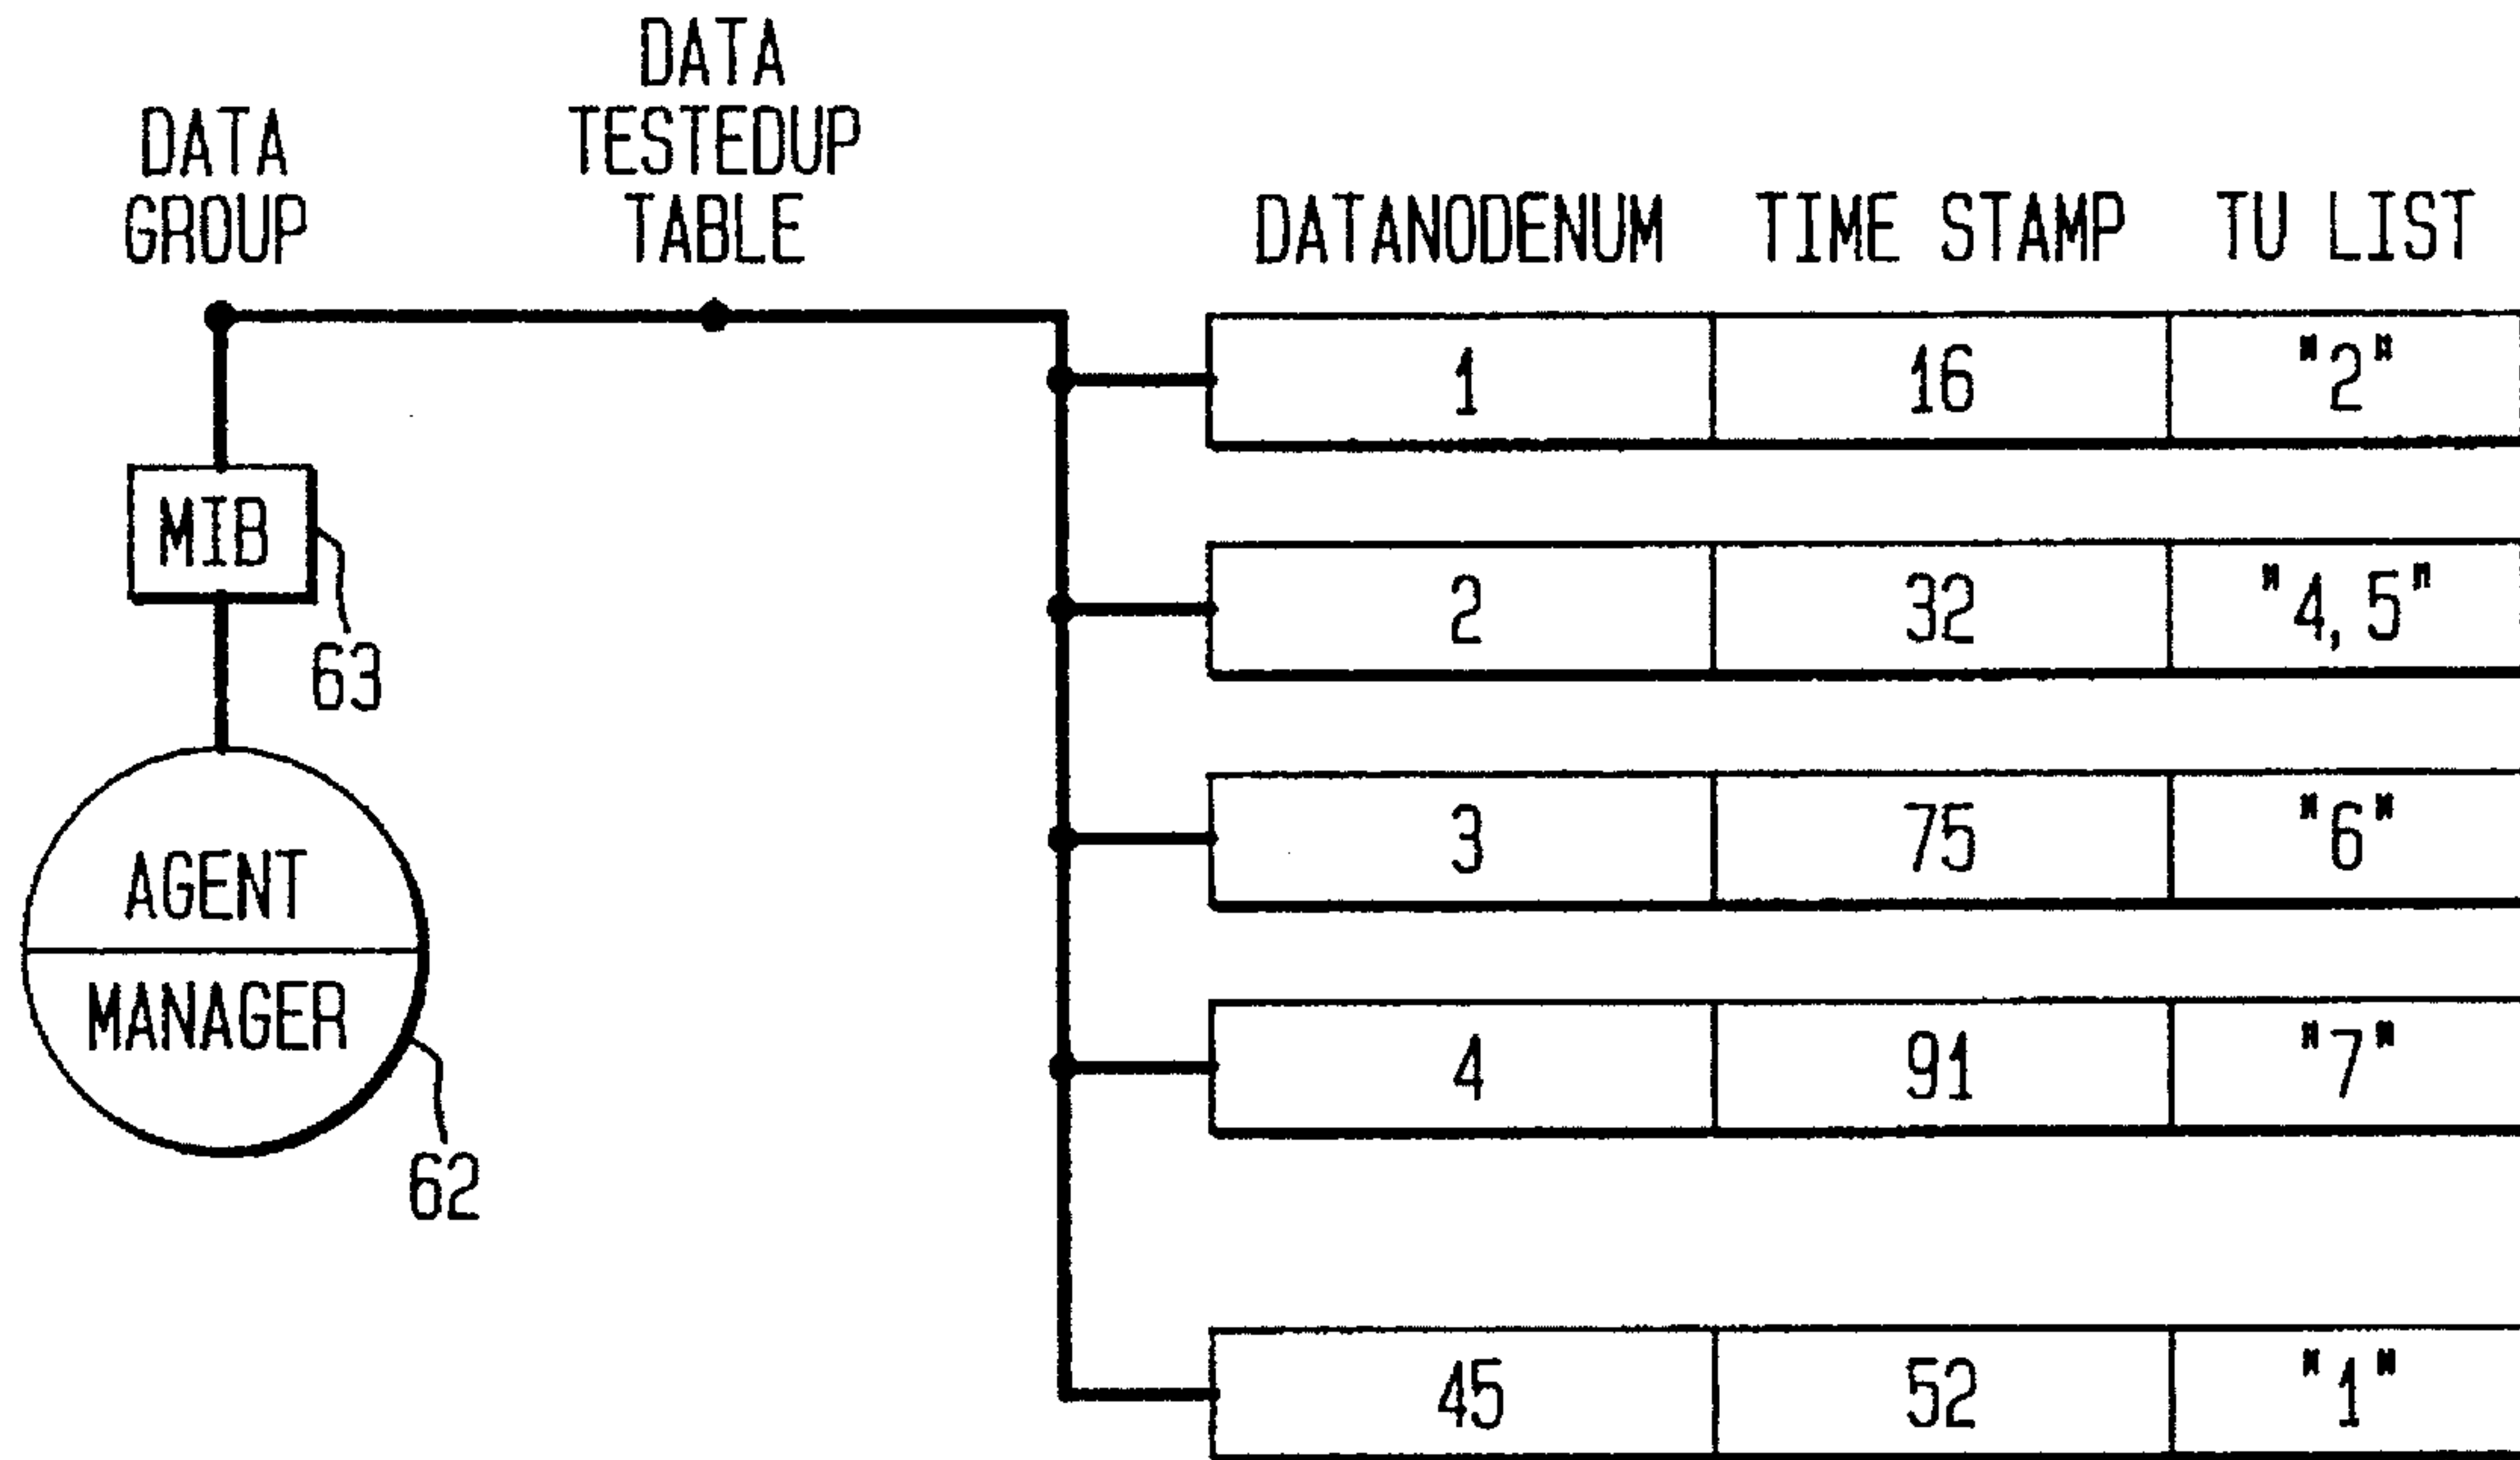 DATA
GROUP
DATA
TESTEDUP
TABLE
DATANODENUM TIME STAMP TU LIST
1 16 "2"
2 32 "4, 5"
3 75 "6"
4 91 "7"
45 52 "1"
MIB
63
AGENT
MANAGER
62